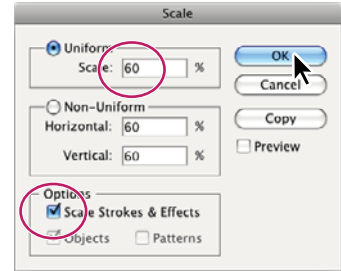 Scale
Uniform
Scale: 60 %
Non-Uniform
Horizontal: 60 %
Vertical: 60 %
Options
Scale Strokes & Effects
Objects Patterns
OK
Cancel
Copy
Preview